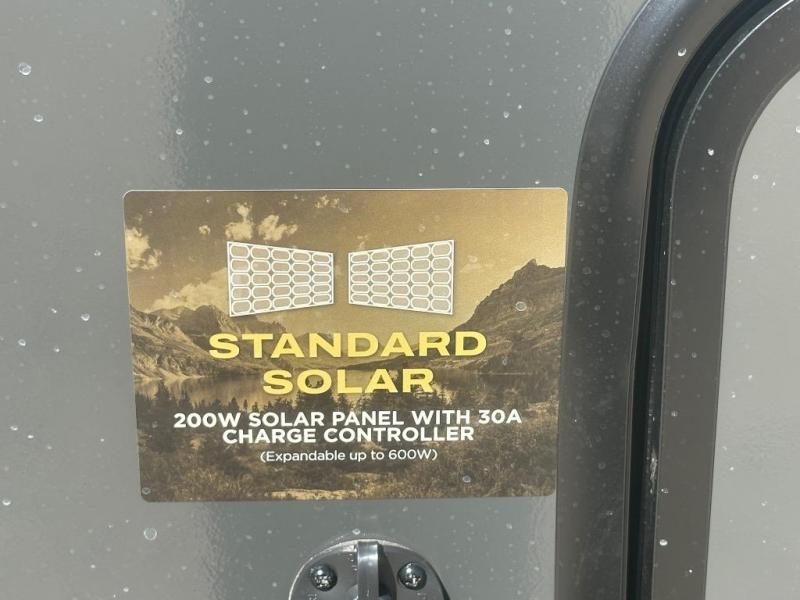 STANDARD
SOLAR
200W SOLAR PANEL WITH 30A
CHARGE CONTROLLER
(Expandable up to 600W)